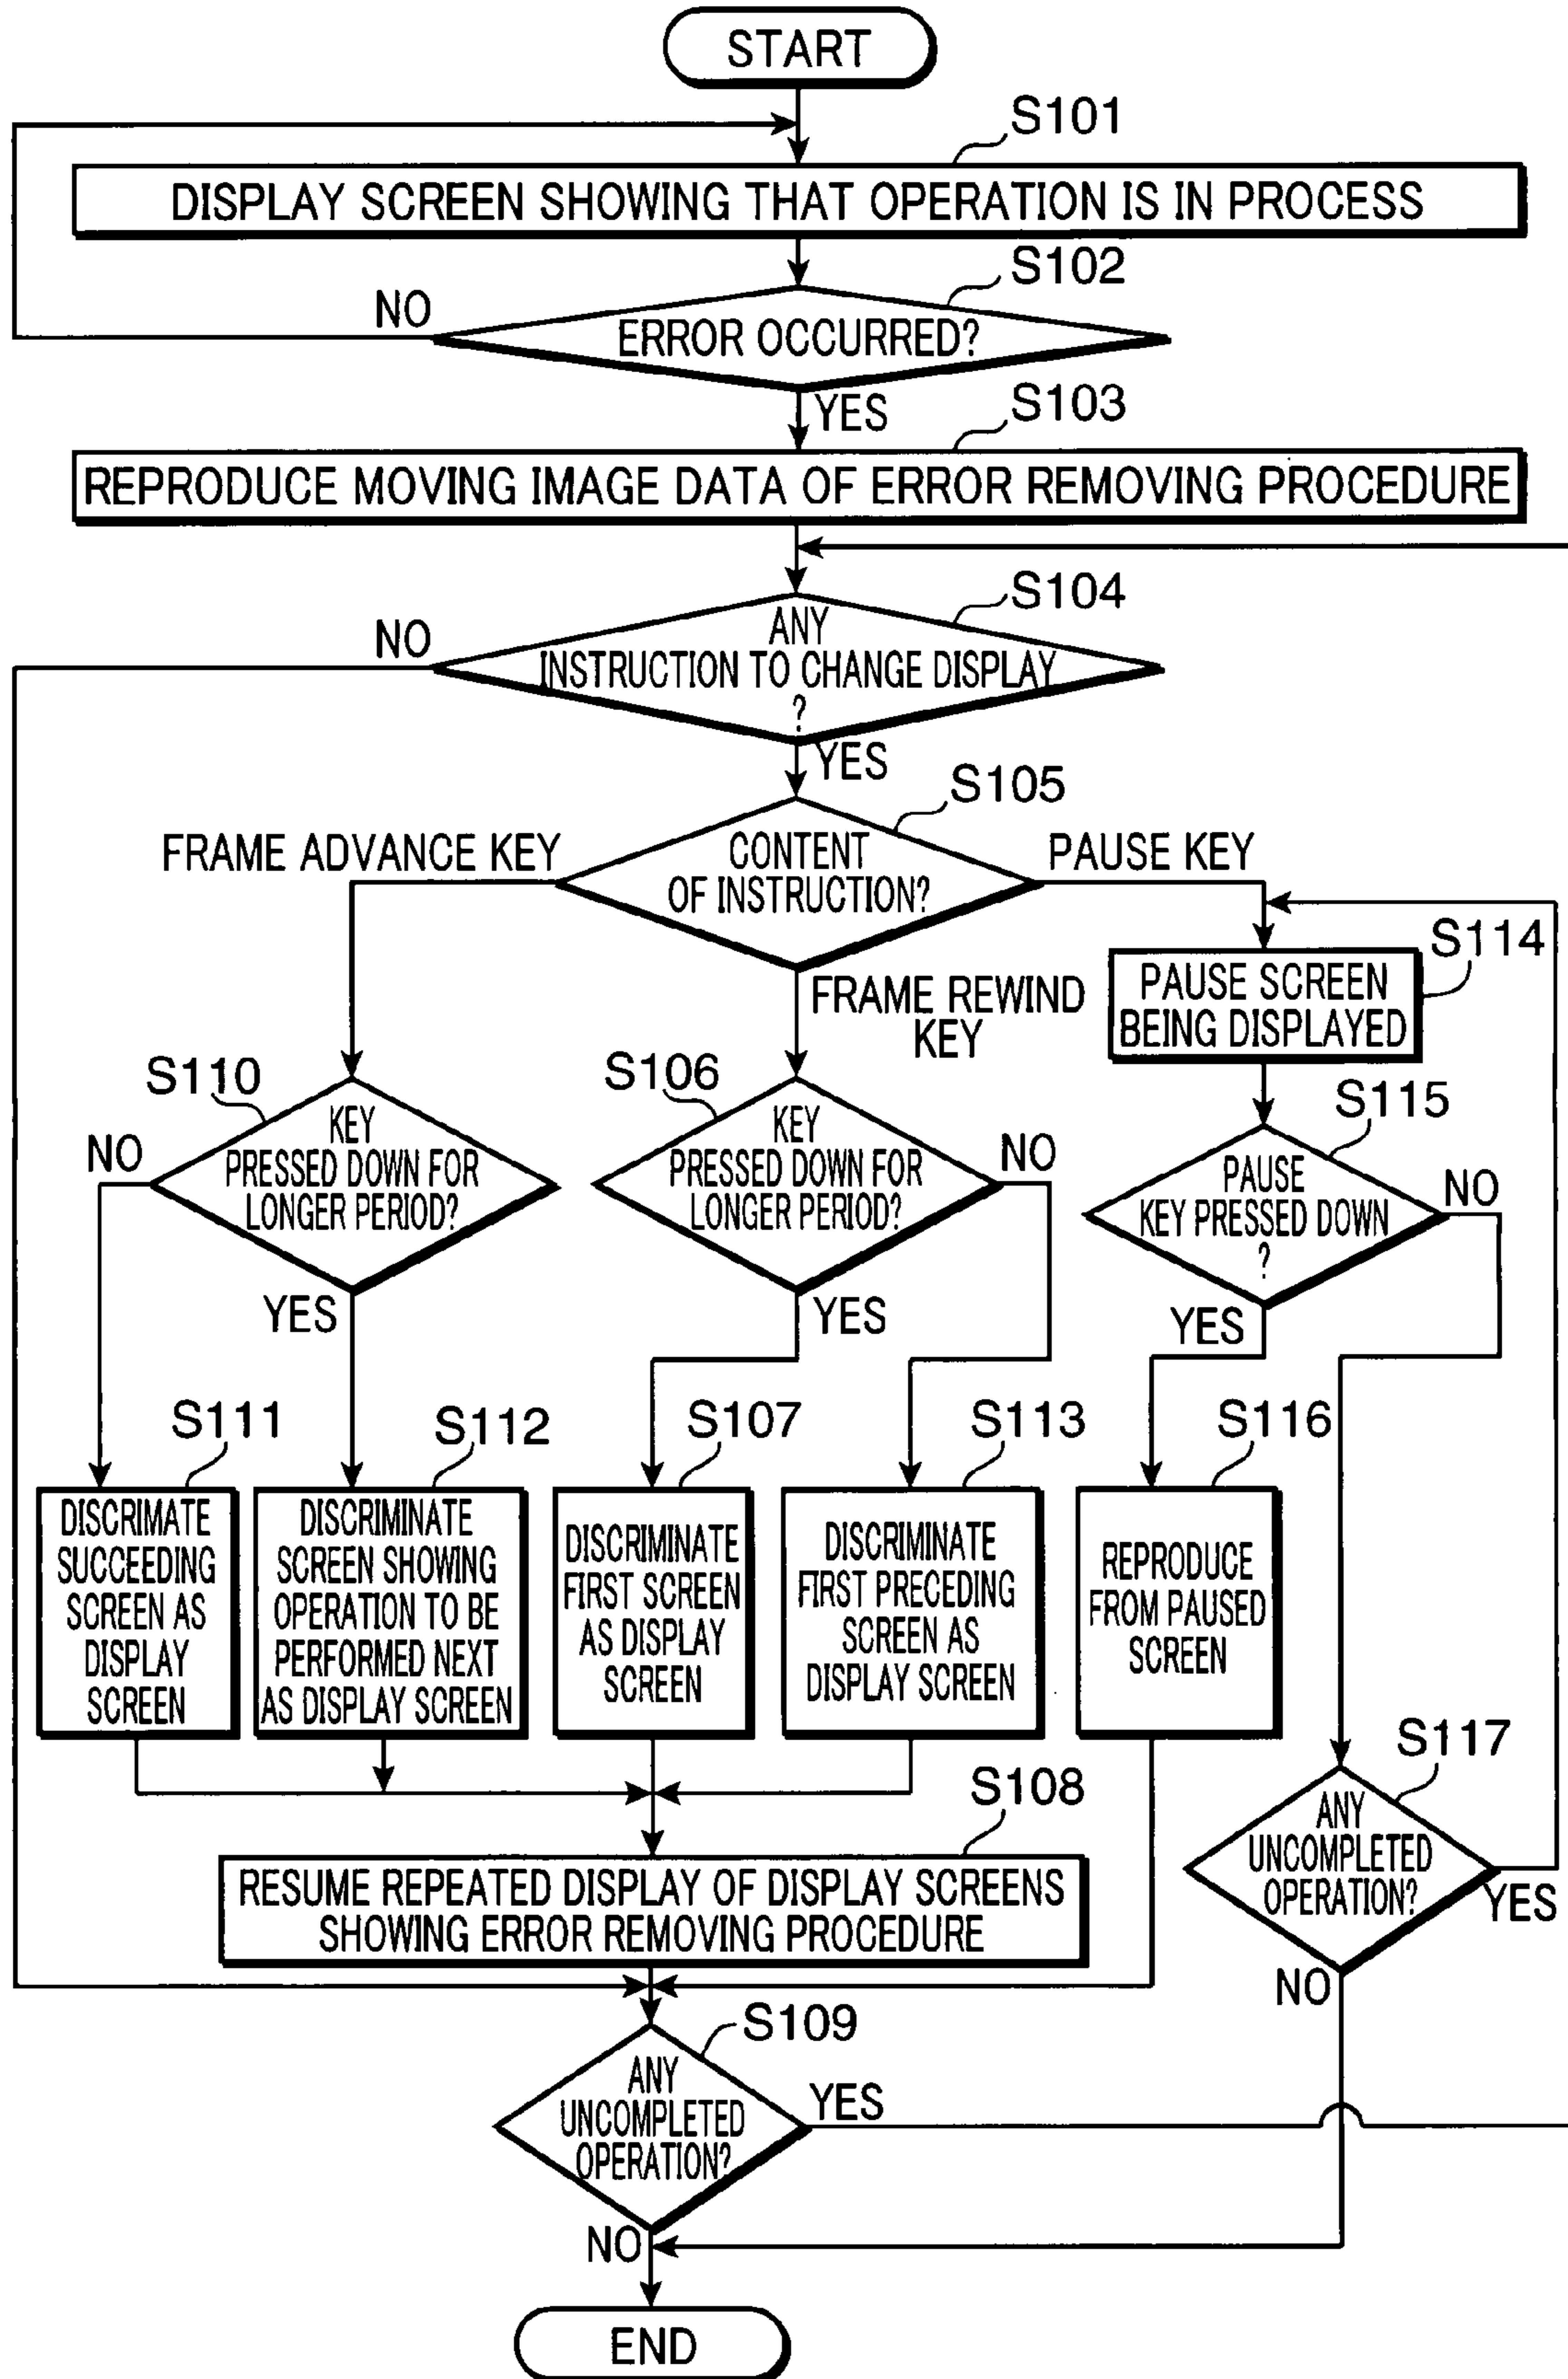 START
S101
DISPLAY SCREEN SHOWING THAT OPERATION IS IN PROCESS
S102
NO
ERROR OCCURRED?
YES
S103
REPRODUCE MOVING IMAGE DATA OF ERROR REMOVING PROCEDURE
S104
NO
ANY
INSTRUCTION TO CHANGE DISPLAY
?
YES
S105
FRAME ADVANCE KEY
CONTENT
OF INSTRUCTION?
PAUSE KEY
FRAME REWIND
KEY
S114
PAUSE SCREEN
BEING DISPLAYED
S110
NO
KEY
PRESSED DOWN FOR
LONGER PERIOD?
YES
S106
KEY
PRESSED DOWN FOR
LONGER PERIOD?
NO
YES
S115
PAUSE
KEY PRESSED DOWN
?
NO
YES
S111
DISCRIMATE
SUCCEEDING
SCREEN AS
DISPLAY
SCREEN
S112
DISCRIMINATE
SCREEN SHOWING
OPERATION TO BE
PERFORMED NEXT
AS DISPLAY SCREEN
S107
DISCRIMINATE
FIRST SCREEN
AS DISPLAY
SCREEN
S113
DISCRIMINATE
FIRST PRECEDING
SCREEN AS
DISPLAY SCREEN
S116
REPRODUCE
FROM PAUSED
SCREEN
S117
ANY
UNCOMPLETED
OPERATION?
YES
NO
S108
RESUME REPEATED DISPLAY OF DISPLAY SCREENS
SHOWING ERROR REMOVING PROCEDURE
S109
ANY
UNCOMPLETED
OPERATION?
YES
NO
END